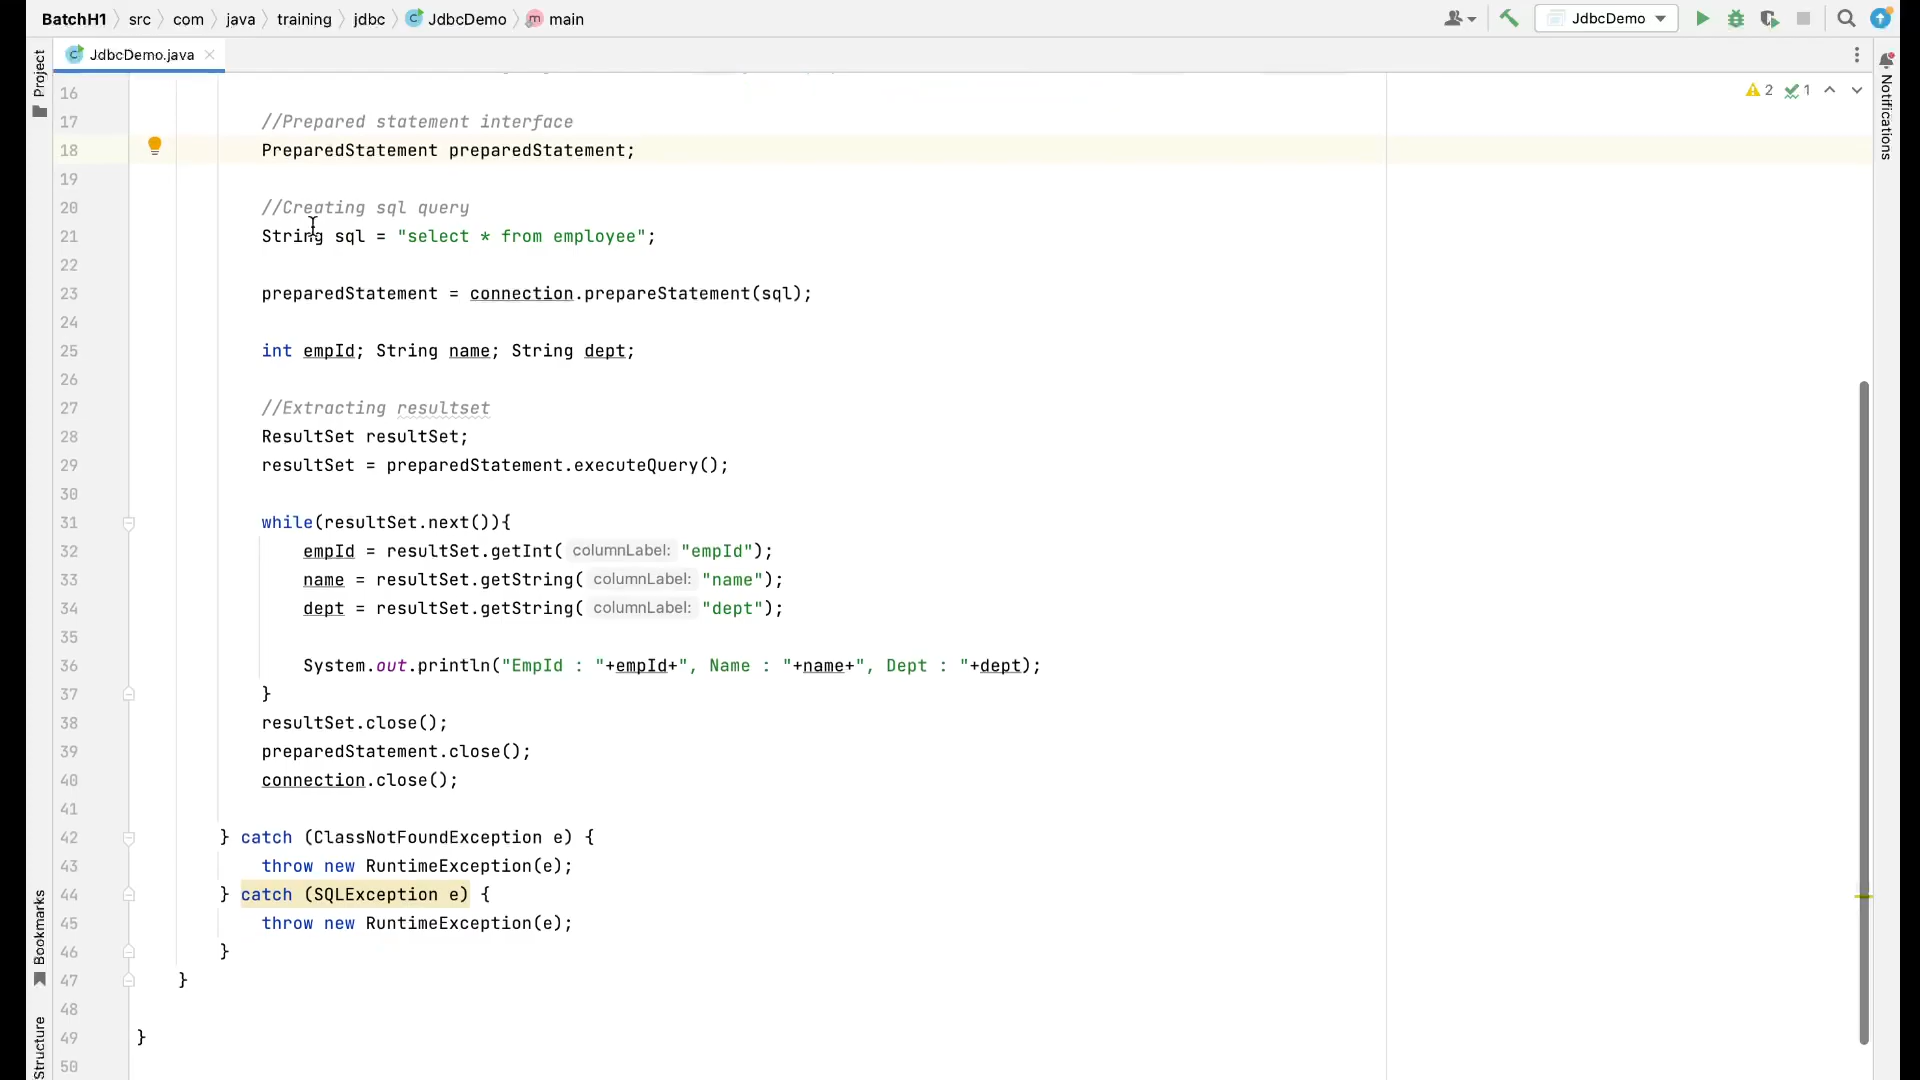 BatchH1 src com java training jdbc JdbcDemo main JdbcDemo
JdbcDemo.java
Project
Notifications
2 1
16
17 //Prepared statement interface
18 PreparedStatement preparedStatement;
19
20 //Creating sql query
21 String sql = "select * from employee";
22
23 preparedStatement = connection.prepareStatement(sql);
24
25 int empId; String name; String dept;
26
27 //Extracting resultset
28 ResultSet resultSet;
29 resultSet = preparedStatement.executeQuery();
30
31 while(resultSet.next()){
32 empId = resultSet.getInt( columnLabel: "empId");
33 name = resultSet.getString( columnLabel: "name");
34 dept = resultSet.getString( columnLabel: "dept");
35
36 System.out.println("EmpId : "+empId+", Name : "+name+", Dept : "+dept);
37 }
38 resultSet.close();
39 preparedStatement.close();
40 connection.close();
41
42 } catch (ClassNotFoundException e) {
43 throw new RuntimeException(e);
44 } catch (SQLException e) {
45 throw new RuntimeException(e);
46 }
47 }
48
49 }
50
Bookmarks
Structure